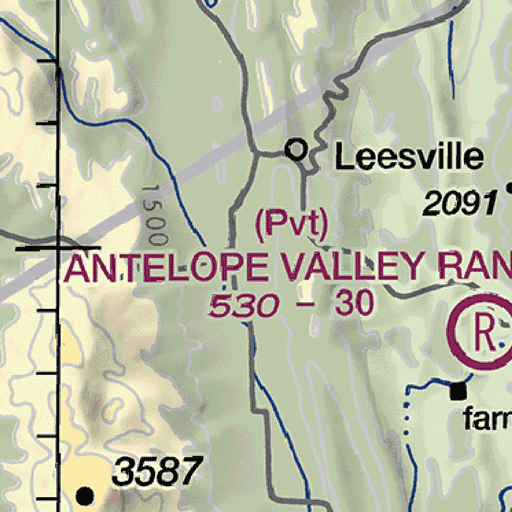 Leesville
2091
1500
(Pvt)
ANTELOPE VALLEY RAN
530 - 30
R
farm
3587